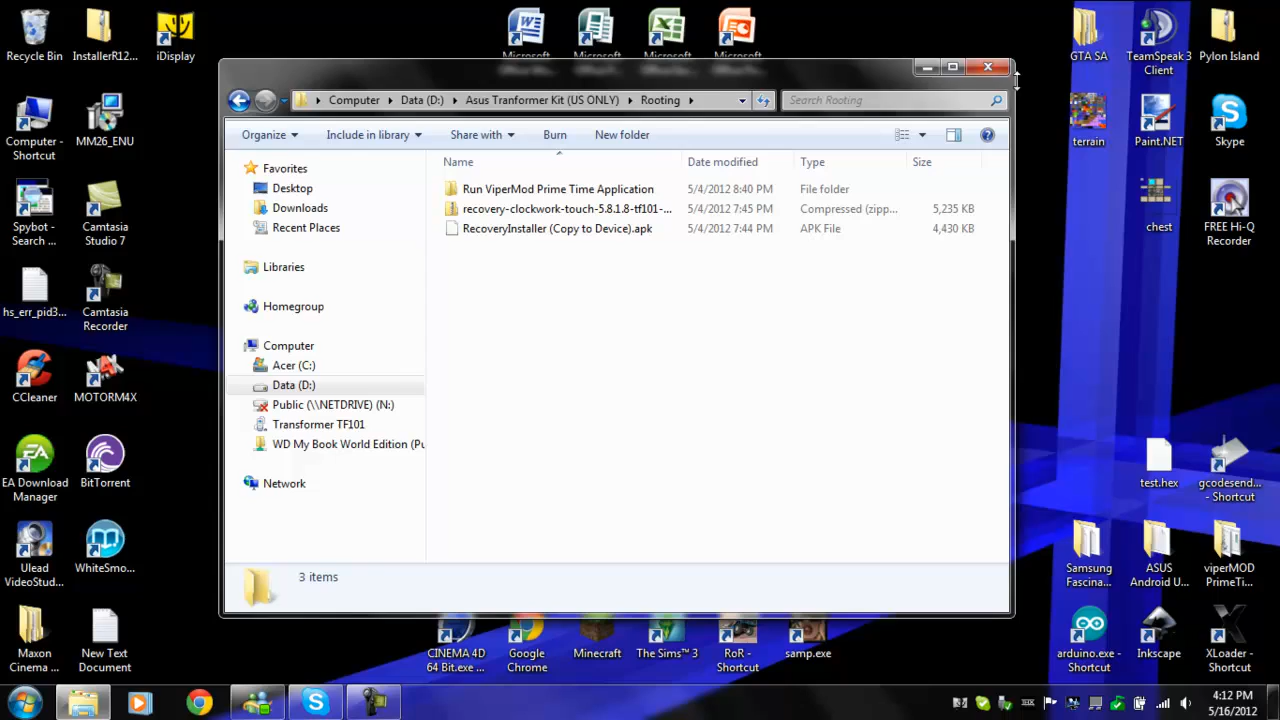 Recycle Bin
InstallerR12...
iDisplay
Microsoft
Microsoft
Microsoft
Microsoft
GTA SA
TeamSpeak 3
Client
Pylon Island
Computer -
Shortcut
MM26_ENU
terrain
Paint.NET
Skype
Spybot -
Search ...
Camtasia
Studio 7
chest
FREE Hi-Q
Recorder
hs_err_pid3...
Camtasia
Recorder
CCleaner
MOTORM4X
EA Download
Manager
BitTorrent
test.hex
gcodesend...
- Shortcut
Ulead
VideoStud...
WhiteSmo...
Samsung
Fascina...
ASUS
Android U...
viperMOD
PrimeTi...
Maxon
Cinema ...
New Text
Document
CINEMA 4D
64 Bit.exe ...
Google
Chrome
Minecraft
The Sims™ 3
RoR -
Shortcut
samp.exe
arduino.exe -
Shortcut
Inkscape
XLoader -
Shortcut
Computer
Data (D:)
Asus Tranformer Kit (US ONLY)
Rooting
Search Rooting
Organize
Include in library
Share with
Burn
New folder
Favorites
Desktop
Downloads
Recent Places
Libraries
Homegroup
Computer
Acer (C:)
Data (D:)
Public (\\NETDRIVE) (N:)
Transformer TF101
WD My Book World Edition (Pu
Network
Name Date modified Type Size
Run ViperMod Prime Time Application 5/4/2012 8:40 PM File folder
recovery-clockwork-touch-5.8.1.8-tf101-... 5/4/2012 7:45 PM Compressed (zipp... 5,235 KB
RecoveryInstaller (Copy to Device).apk 5/4/2012 7:44 PM APK File 4,430 KB
3 items
4:12 PM
5/16/2012